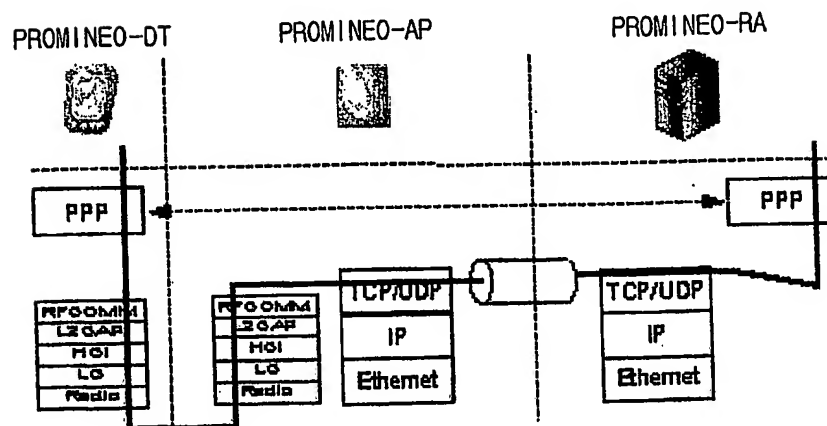 PROMINEO-DT
PROMINEO-AP
PROMINEO-RA
PPP
PPP
RFCOMM
L2CAP
HCI
LC
Radio
RFCOMM
L2CAP
HCI
LC
Radio
TCP/UDP
IP
Ethernet
TCP/UDP
IP
Ethernet